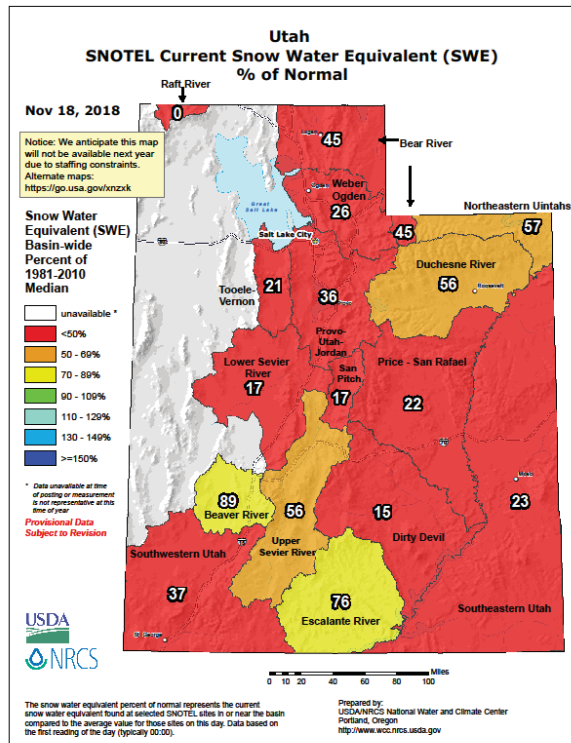 Utah
SNOTEL Current Snow Water Equivalent (SWE)
% of Normal
Raft River
Nov 18, 2018
0
Notice: We anticipate this map
will not be available next year
due to staffing constraints.
Alternate maps:
https://go.usa.gov/xnzxk
Logan
45
Bear River
Weber
Ogden
Ogden
26
Great
Salt Lake
Northeastern Uintahs
57
45
Salt Lake City
Snow Water
Equivalent (SWE)
Basin-wide
Percent of
1981-2010
Median
Duchesne River
56
Roosevelt
21
Tooele-
Vernon
36
Provo
Provo-
Utah-
Jordan
unavailable *
<50%
50 - 69%
70 - 89%
90 - 109%
110 - 129%
130 - 149%
>=150%
Lower Sevier
River
17
San
Pitch
17
Price - San Rafael
22
* Data unavailable at time
of posting or measurement
is not representative at this
time of year
Provisional Data
Subject to Revision
Moab
23
89
Beaver River
56
Upper
Sevier River
15
Dirty Devil
Southwestern Utah
37
76
Escalante River
Southeastern Utah
St. George
USDA
NRCS
Miles
0 10 20 40 60 80 100
The snow water equivalent percent of normal represents the current
snow water equivalent found at selected SNOTEL sites in or near the basin
compared to the average value for those sites on this day. Data based on
the first reading of the day (typically 00:00).
Prepared by:
USDA/NRCS National Water and Climate Center
Portland, Oregon
http://www.wcc.nrcs.usda.gov